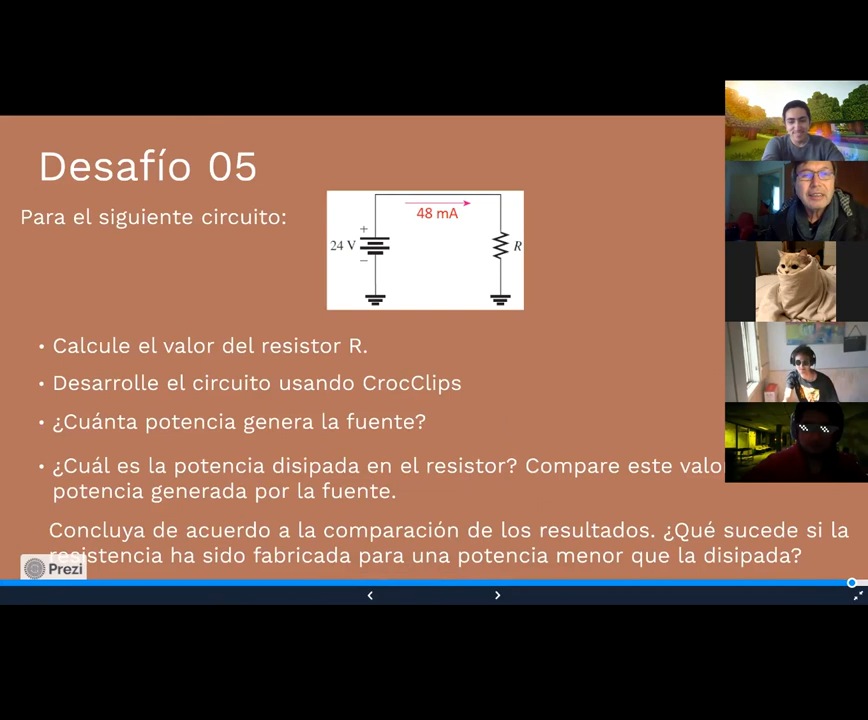 Desafío 05
Para el siguiente circuito:
48 mA
+
24 V
R
–
• Calcule el valor del resistor R.
• Desarrolle el circuito usando CrocClips
• ¿Cuánta potencia genera la fuente?
• ¿Cuál es la potencia disipada en el resistor? Compare este valo
potencia generada por la fuente.
Concluya de acuerdo a la comparación de los resultados. ¿Qué sucede si la
resistencia ha sido fabricada para una potencia menor que la disipada?
Prezi